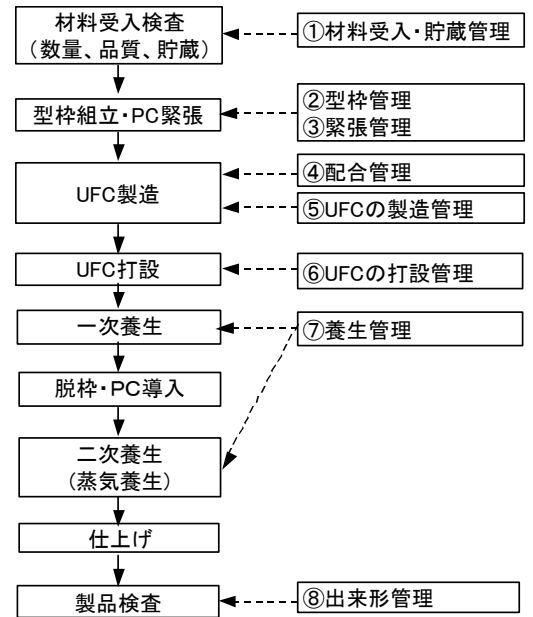 材料受入検査
（数量、品質、貯蔵）
①材料受入・貯蔵管理
型枠組立・PC緊張
②型枠管理
③緊張管理
UFC製造
④配合管理
⑤UFCの製造管理
UFC打設
⑥UFCの打設管理
一次養生
⑦養生管理
脱枠・PC導入
二次養生
（蒸気養生）
仕上げ
製品検査
⑧出来形管理